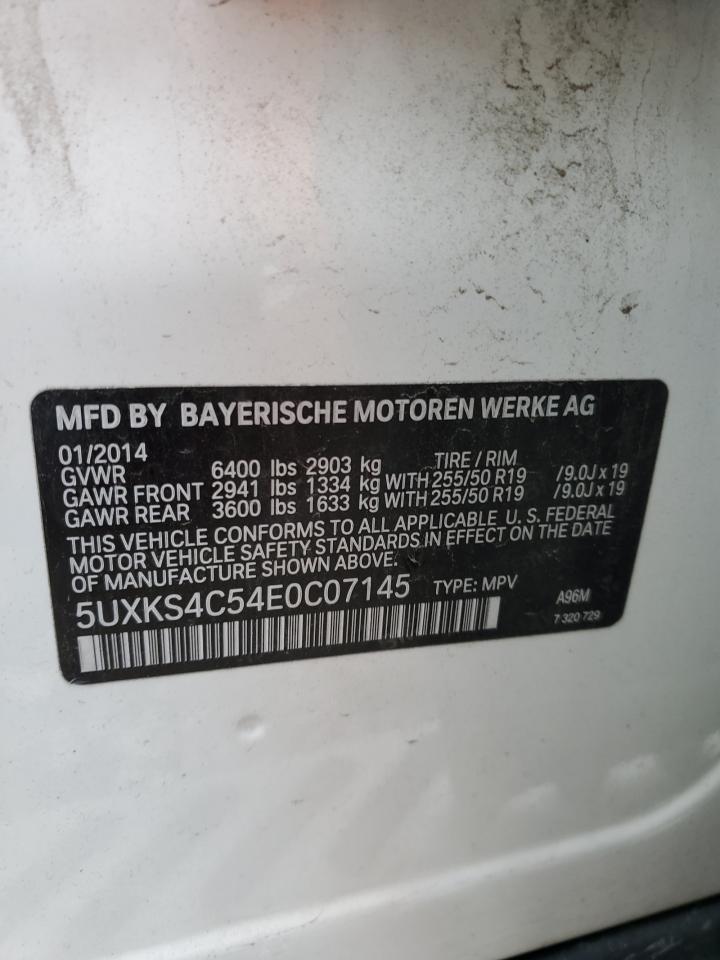 MFD BY BAYERISCHE MOTOREN WERKE AG
01/2014 TIRE / RIM
GVWR 6400 lbs 2903 kg
GAWR FRONT 2941 lbs 1334 kg WITH 255/50 R19 /9.0J x 19
GAWR REAR 3600 lbs 1633 kg WITH 255/50 R19 /9.0J x 19
THIS VEHICLE CONFORMS TO ALL APPLICABLE U. S. FEDERAL
MOTOR VEHICLE SAFETY STANDARDS IN EFFECT ON THE DATE
OF MANUFACTURE SHOWN ABOVE.
5UXKS4C54E0C07145 TYPE: MPV A96M
7 320 729